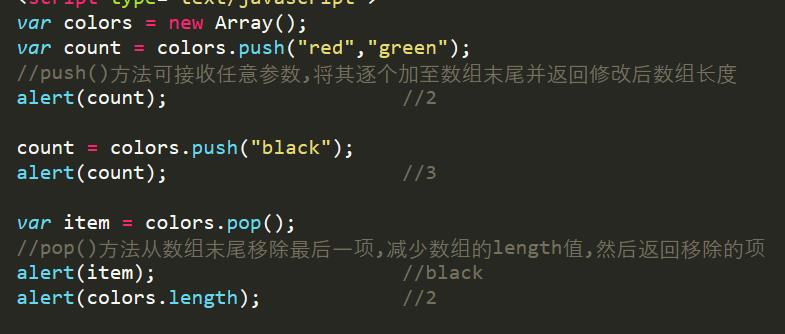 <script type="text/javascript">
var colors = new Array();
var count = colors.push("red","green");
//push()方法可接收任意参数,将其逐个加至数组末尾并返回修改后数组长度
alert(count); //2
count = colors.push("black");
alert(count); //3
var item = colors.pop();
//pop()方法从数组末尾移除最后一项,减少数组的length值,然后返回移除的项
alert(item); //black
alert(colors.length); //2